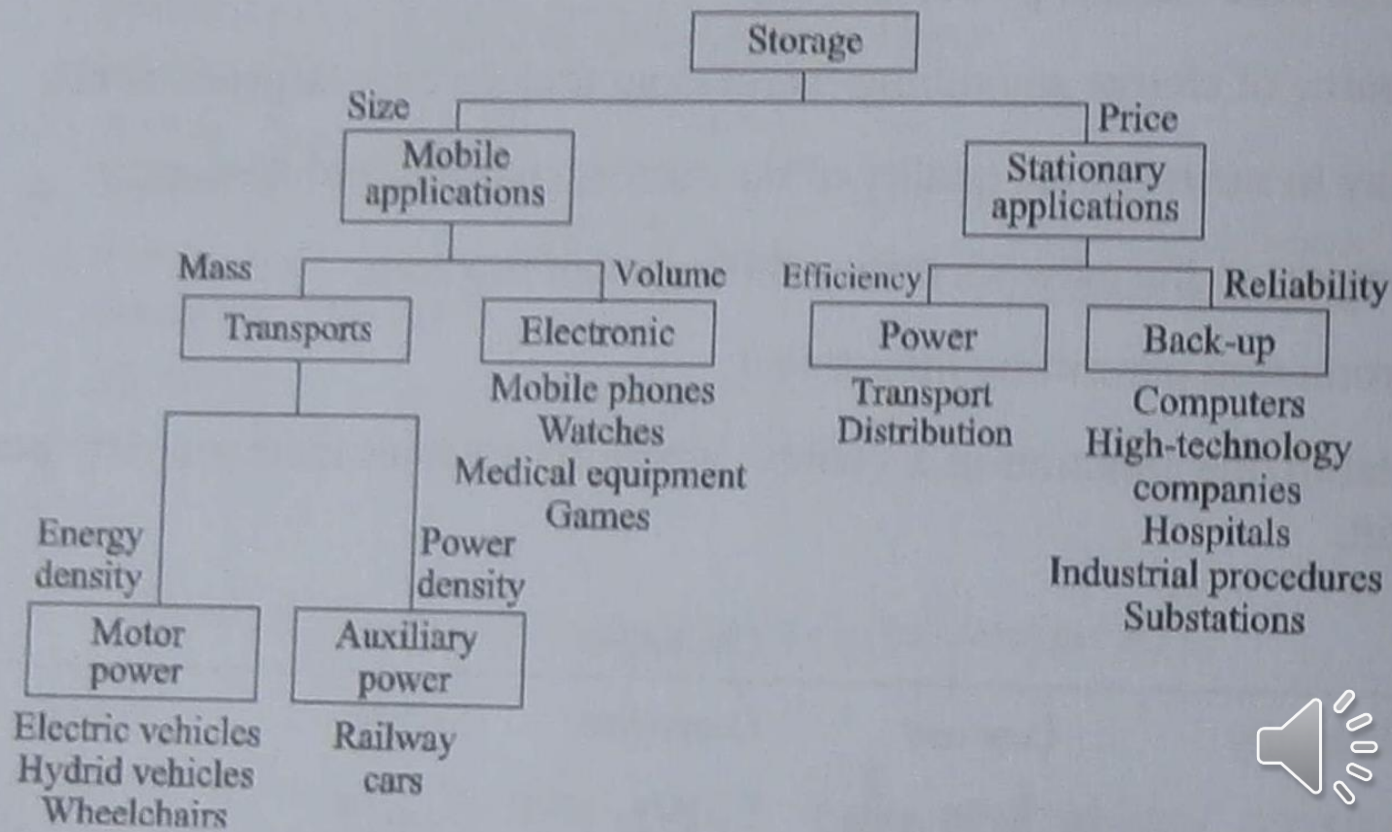 Storage
Size
Price
Mobile
applications
Stationary
applications
Mass
Volume
Efficiency
Reliability
Transports
Electronic
Power
Back-up
Mobile phones
Watches
Medical equipment
Games
Transport
Distribution
Computers
High-technology
companies
Hospitals
Industrial procedures
Substations
Energy
density
Power
density
Motor
power
Auxiliary
power
Electric vehicles
Hydrid vehicles
Wheelchairs
Railway
cars